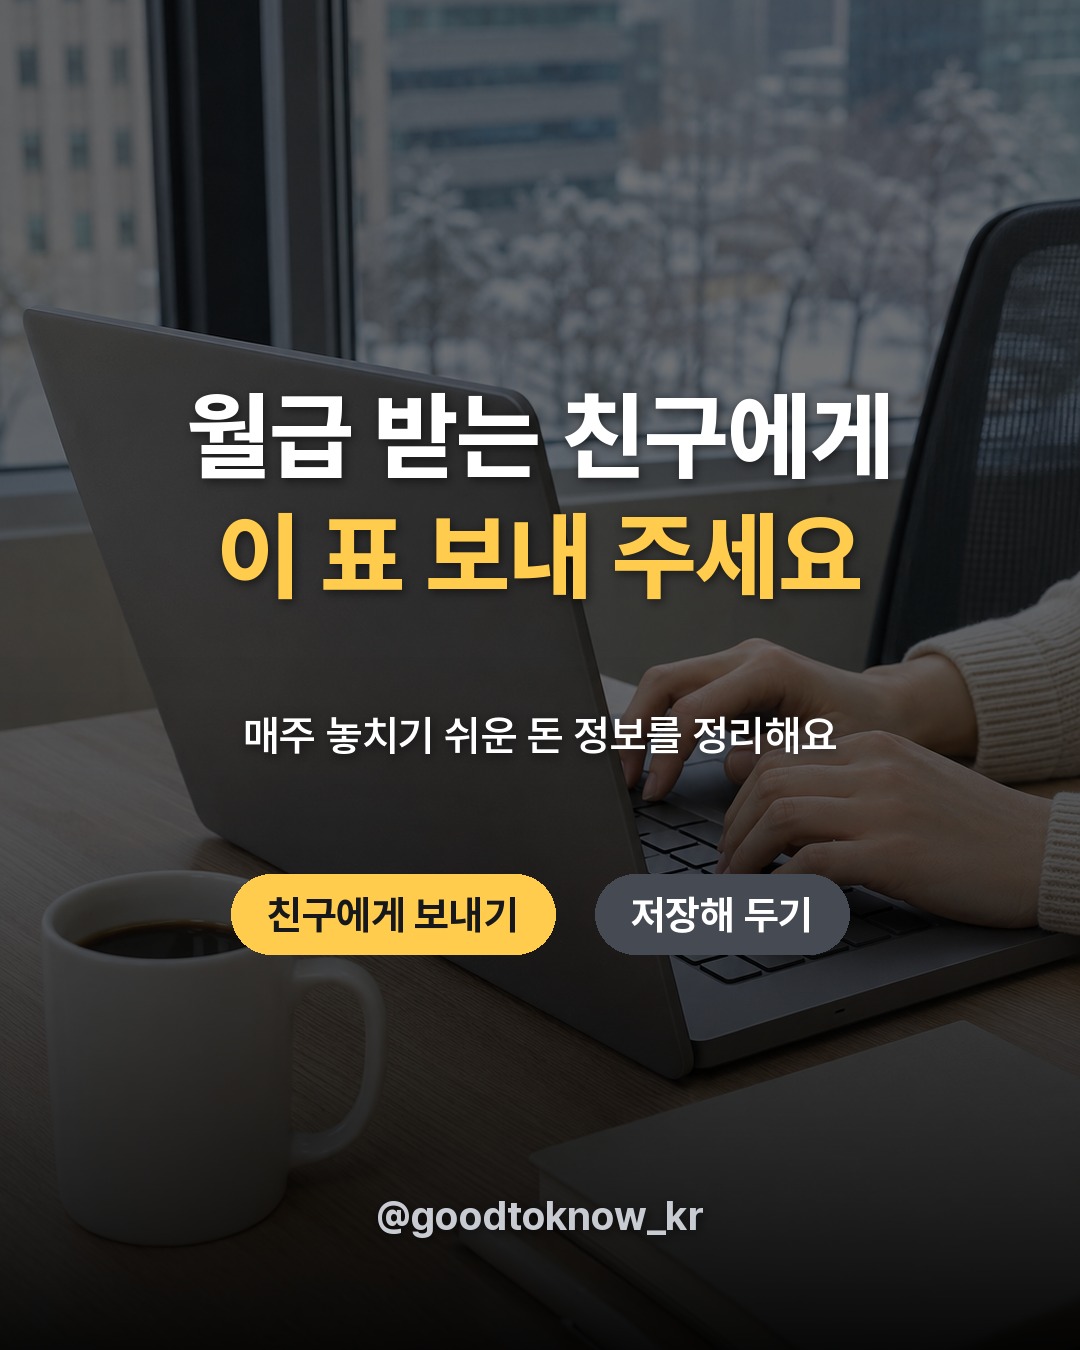 월급 받는 친구에게
이 표 보내 주세요
매주 놓치기 쉬운 돈 정보를 정리해요
친구에게 보내기
저장해 두기
@goodtoknow_kr